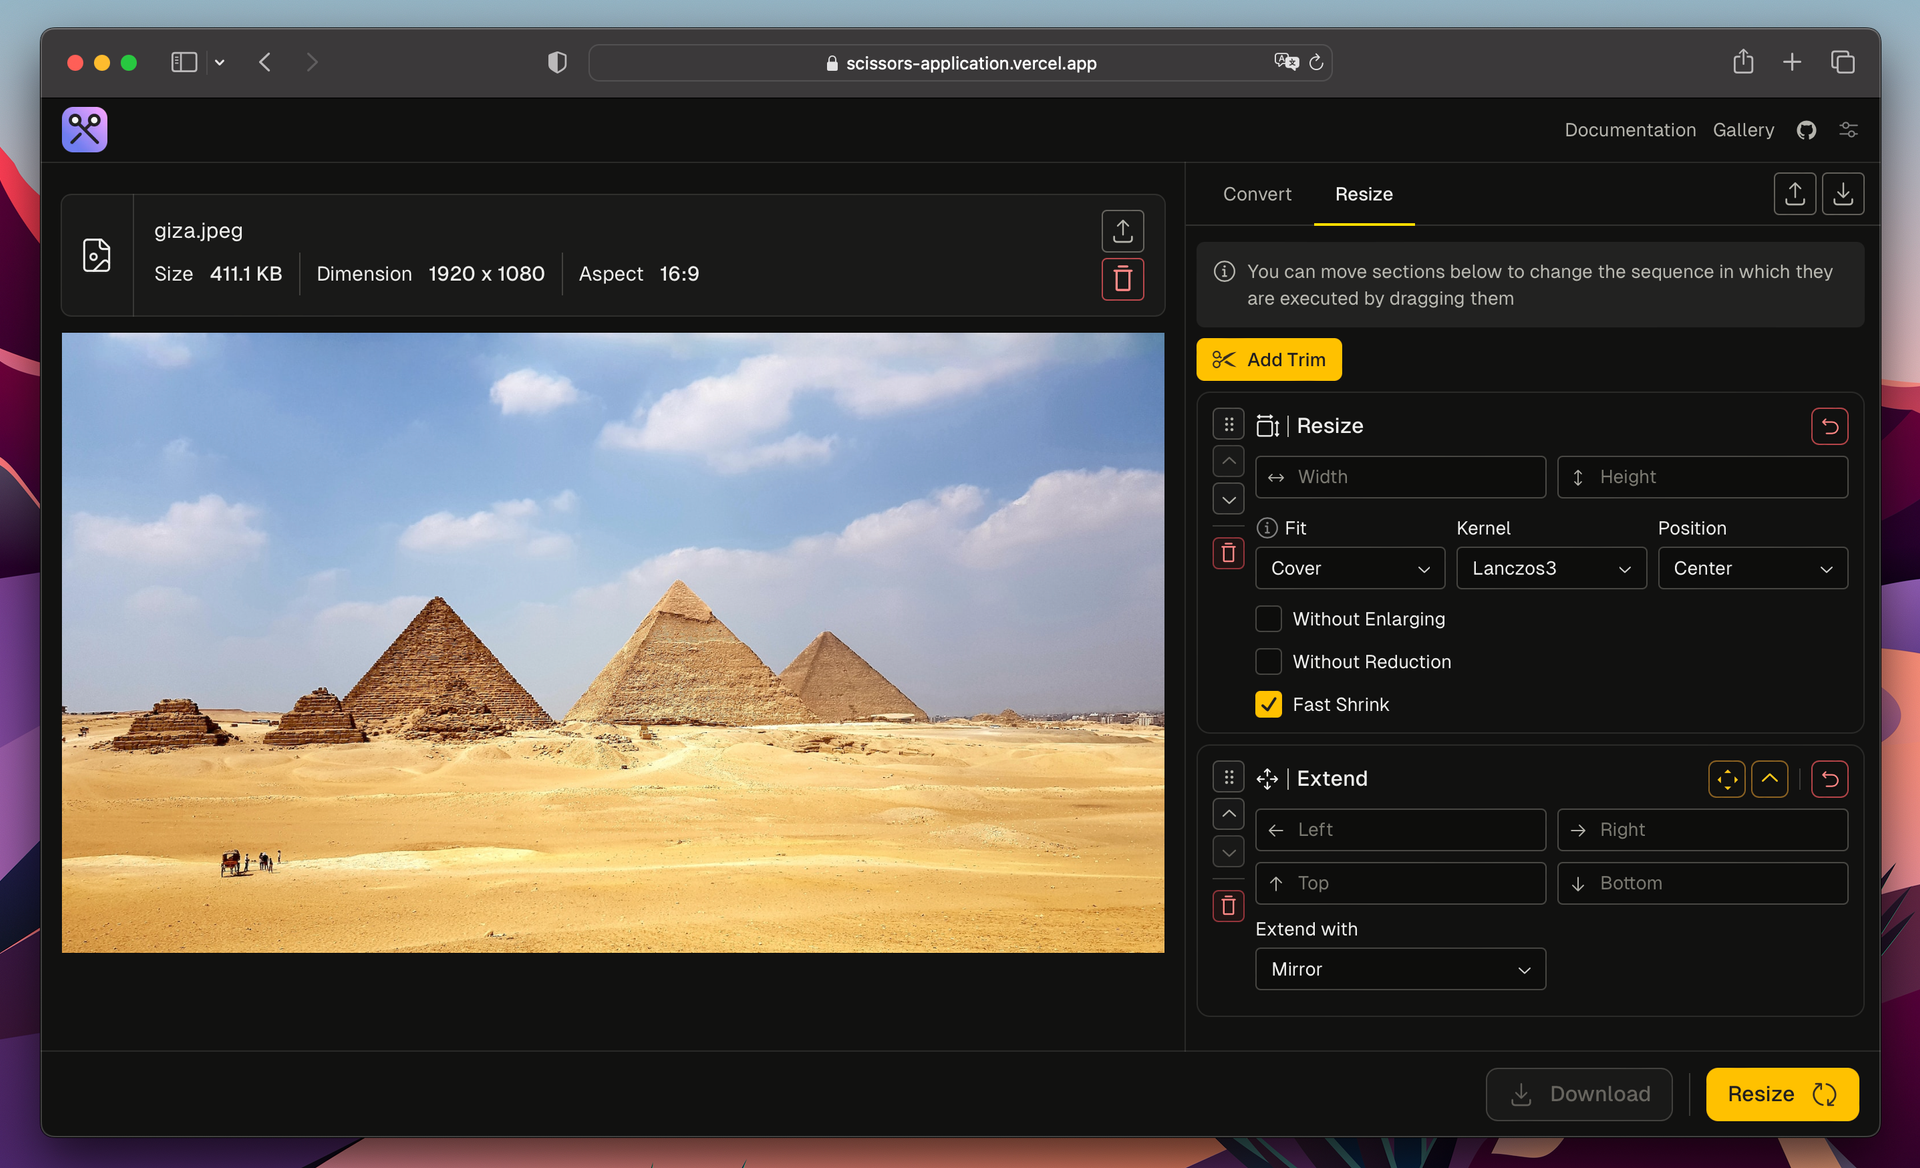 scissors-application.vercel.app
Documentation Gallery
giza.jpeg
Size 411.1 KB Dimension 1920 x 1080 Aspect 16:9
Convert Resize
You can move sections below to change the sequence in which they
are executed by dragging them
Add Trim
Resize
Width Height
Fit Kernel Position
Cover Lanczos3 Center
Without Enlarging
Without Reduction
Fast Shrink
Extend
Left Right
Top Bottom
Extend with
Mirror
Download Resize